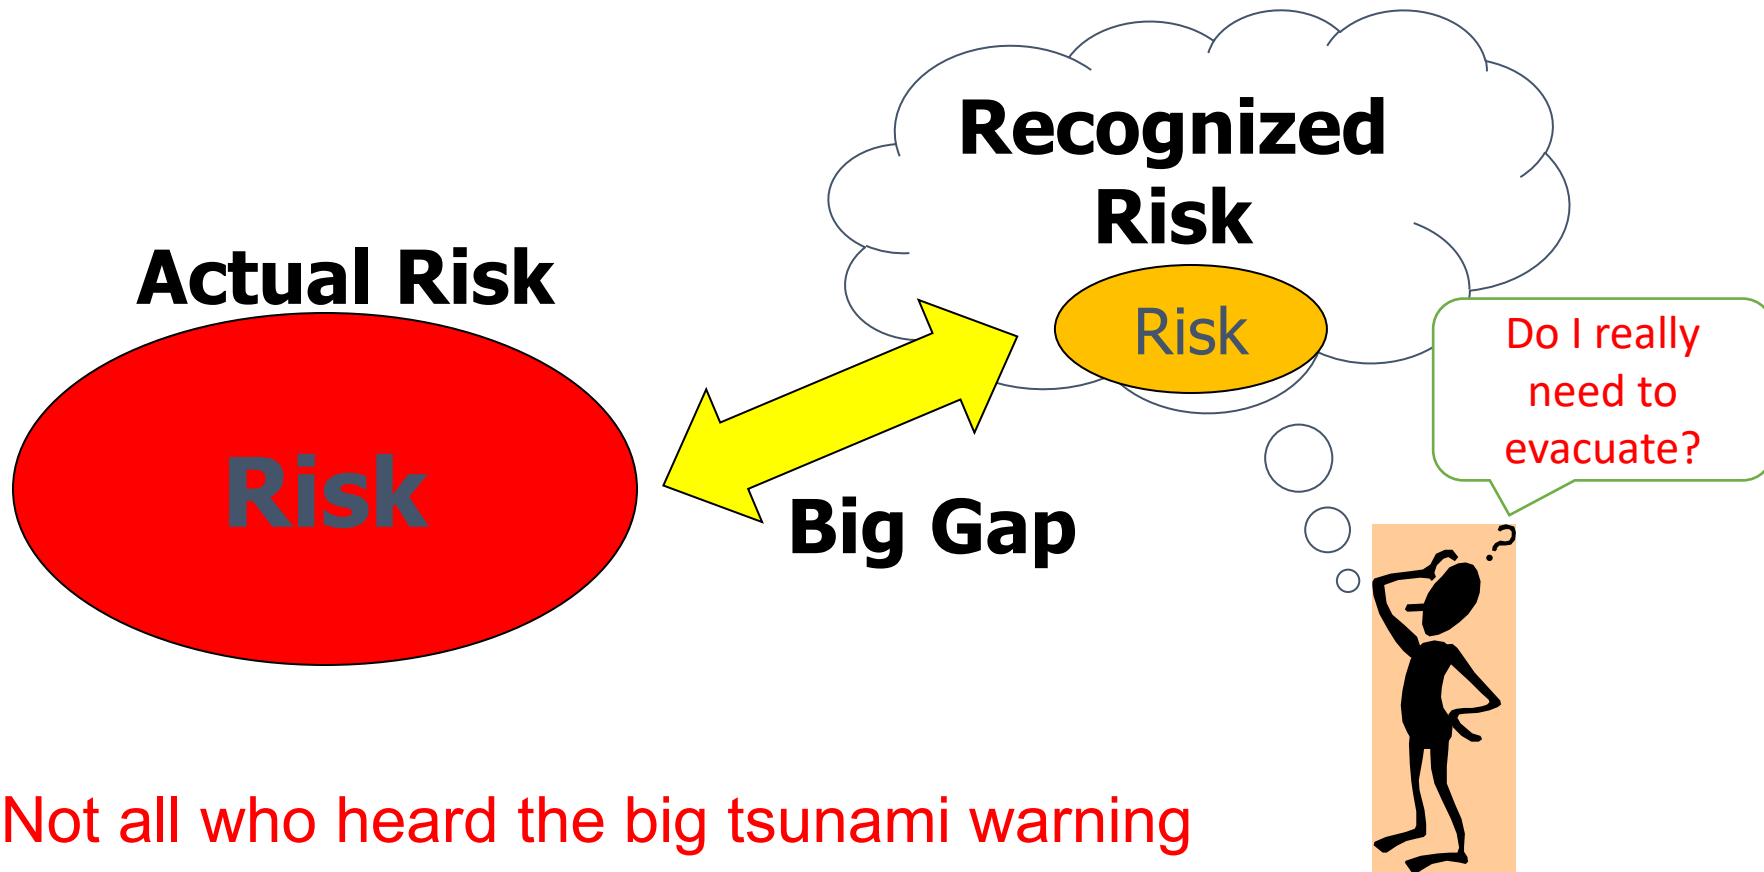 Recognized
Risk
Actual Risk
Risk
Do I really
need to
evacuate?
Risk
Big Gap
?
Not all who heard the big tsunami warning